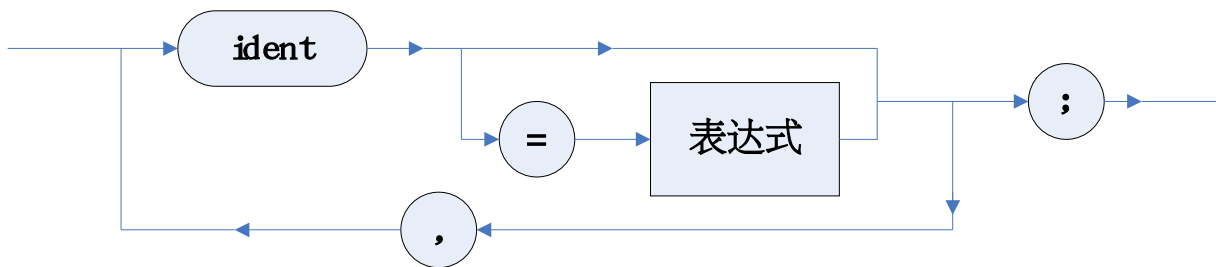 ident
=
表达式
;
,